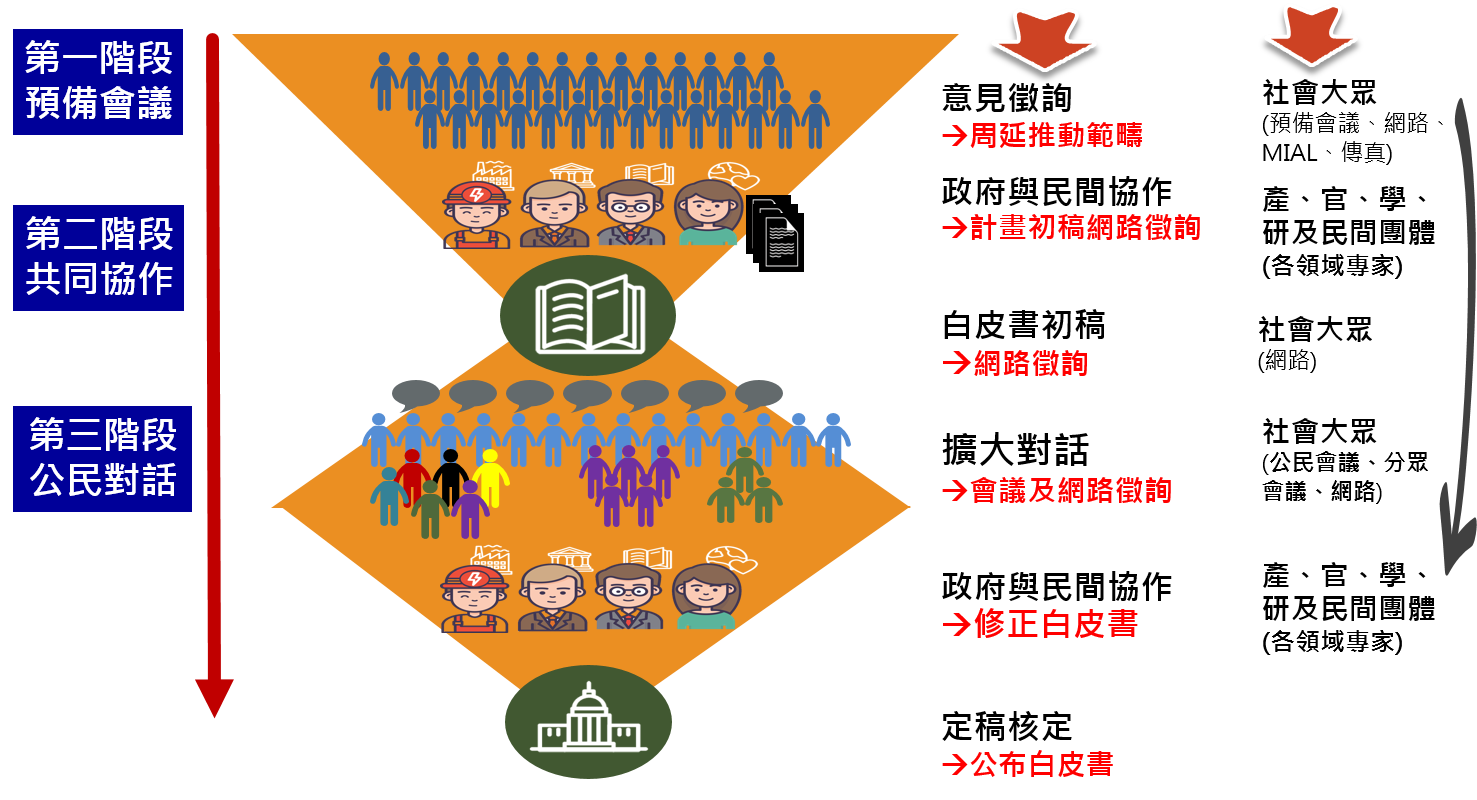 第一階段
預備會議
第二階段
共同協作
第三階段
公民對話
意見徵詢
→周延推動範疇
政府與民間協作
→計畫初稿網路徵詢
白皮書初稿
→網路徵詢
擴大對話
→會議及網路徵詢
政府與民間協作
→修正白皮書
定稿核定
→公布白皮書
社會大眾
(預備會議、網路、
MIAL、傳真)
產、官、學、
研及民間團體
(各領域專家)
社會大眾
(網路)
社會大眾
(公民會議、分眾
會議、網路)
產、官、學、
研及民間團體
(各領域專家)